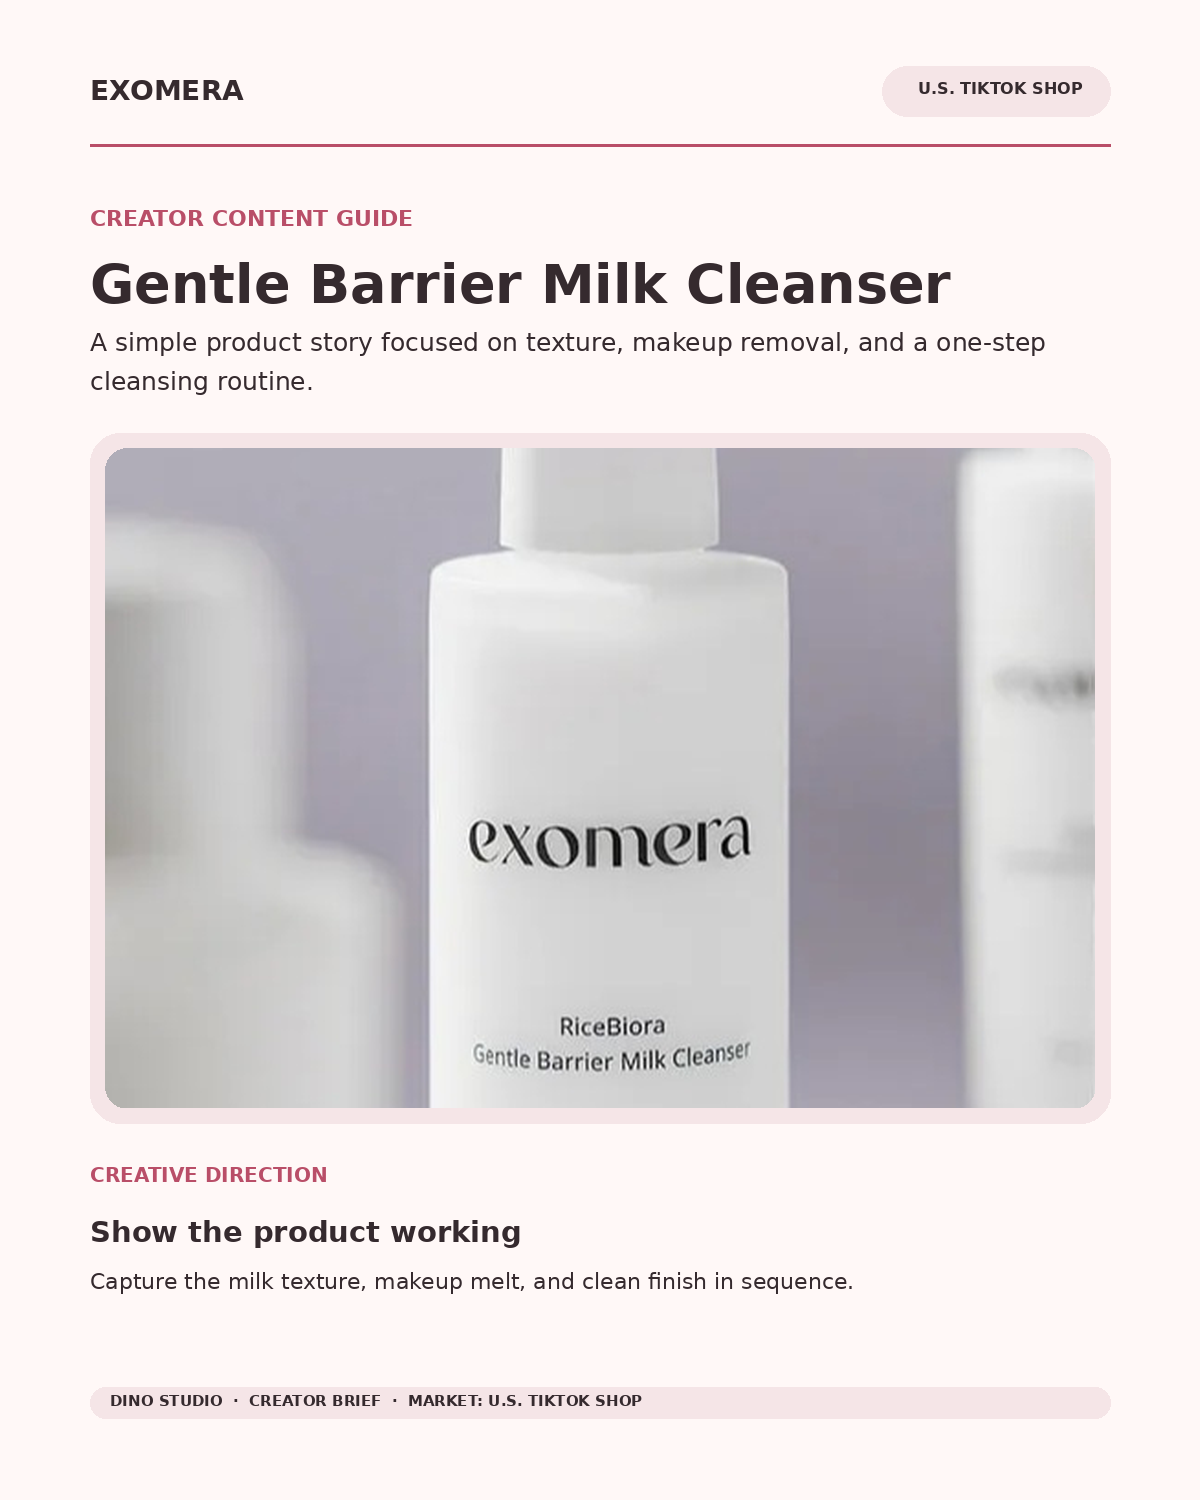 EXOMERA
U.S. TIKTOK SHOP
CREATOR CONTENT GUIDE
Gentle Barrier Milk Cleanser
A simple product story focused on texture, makeup removal, and a one-step
cleansing routine.
exomera
RiceBiora
Gentle Barrier Milk Cleanser
CREATIVE DIRECTION
Show the product working
Capture the milk texture, makeup melt, and clean finish in sequence.
DINO STUDIO · CREATOR BRIEF · MARKET: U.S. TIKTOK SHOP